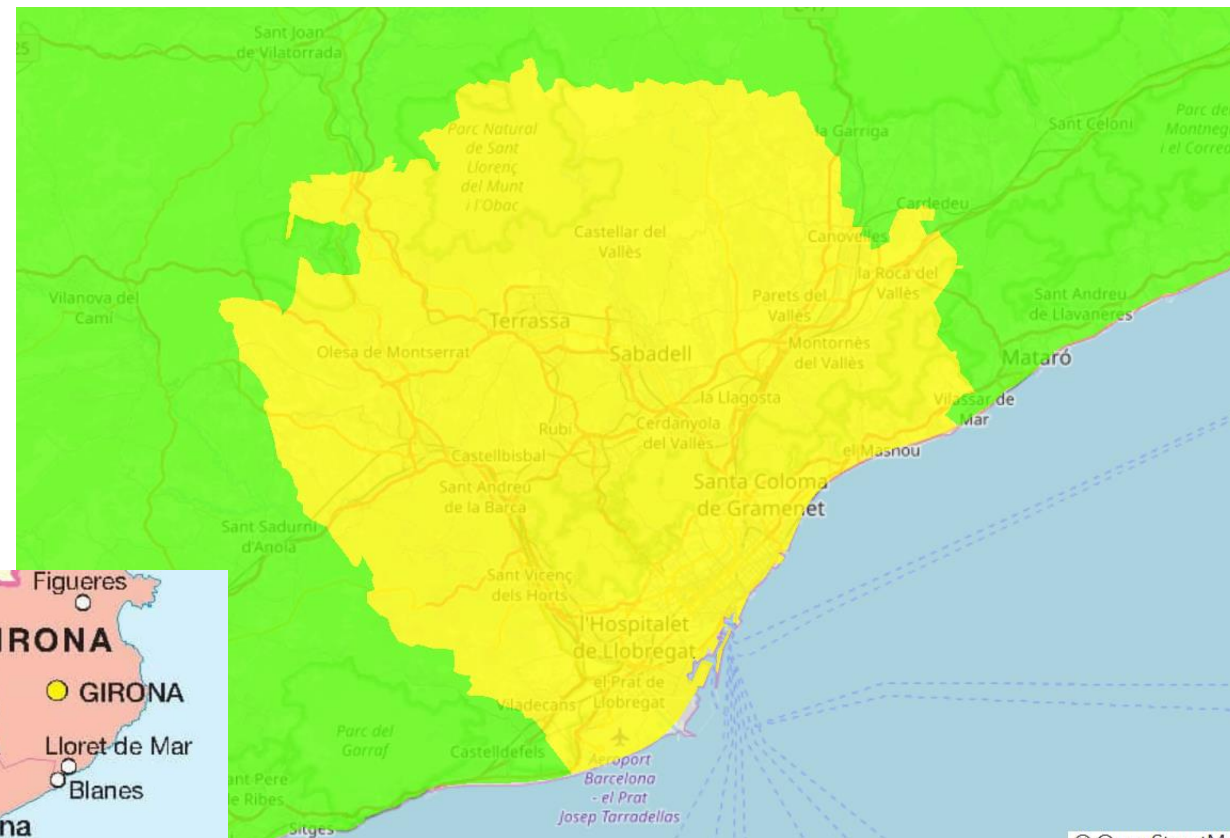 25
Sant Joan
de Vilatorrada
Parc Natural
de Sant
Llorenç
del Munt
i l'Obac
la Garriga
Sant Celoni
Cardedeu
Castellar del
Vallès
Canovelles
la Roca del
Vallès
Vilanova del
Camí
Parets del
Vallès
Sant Andreu
de Llavaneres
Terrassa
Olesa de Montserrat
Sabadell
Montornès
del Vallès
Mataró
la Llagosta
Vilassar de
Mar
Rubí
Cerdanyola
del Vallès
Castellbisbal
el Masnou
Sant Andreu
de la Barca
Santa Coloma
de Gramenet
Sant Sadurní
d'Anoia
Sant Vicenç
dels Horts
l'Hospitalet
de Llobregat
el Prat de
Llobregat
Viladecans
Parc del
Garraf
Castelldefels
Aeroport
Barcelona
- el Prat
Josep Tarradellas
ant Pere
e Ribes
Sitges
Figueres
IRONA
GIRONA
Lloret de Mar
Blanes
na